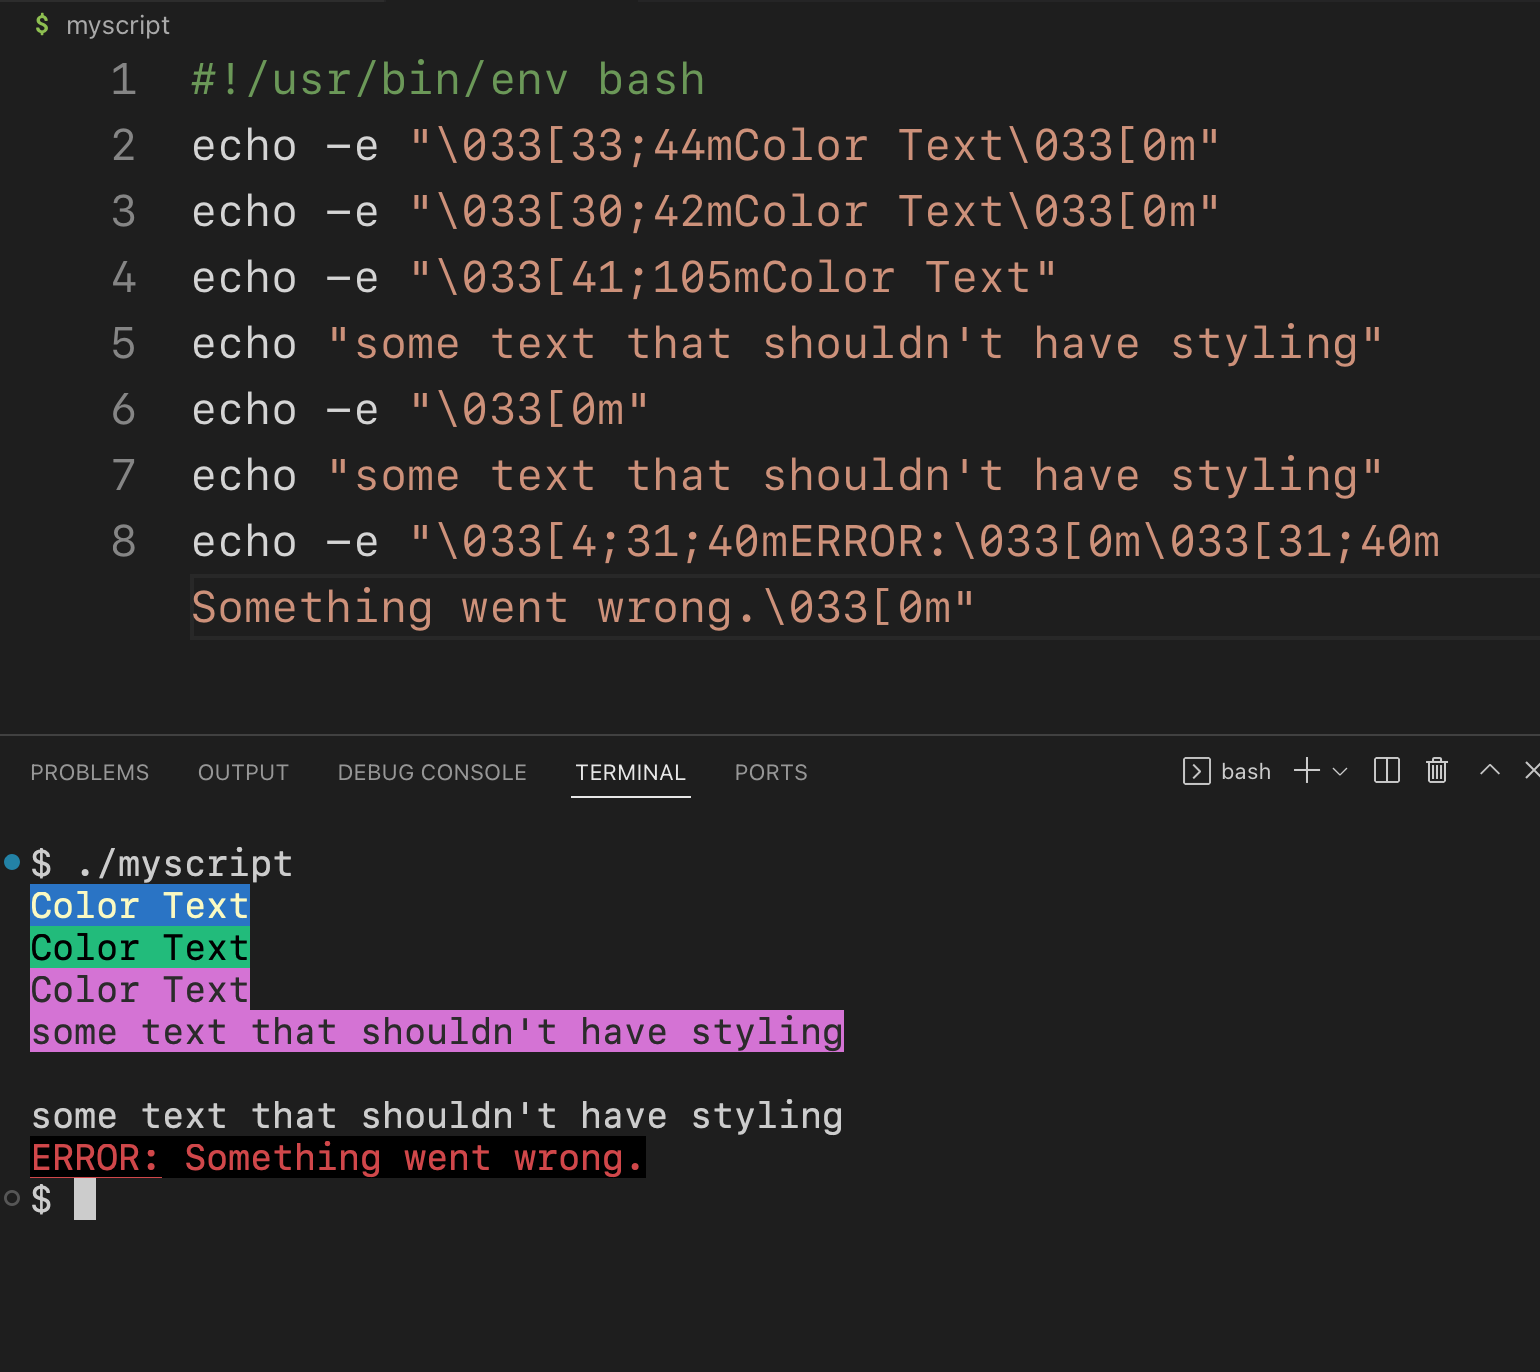 $ myscript
1 #!/usr/bin/env bash
2 echo -e "\033[33;44mColor Text\033[0m"
3 echo -e "\033[30;42mColor Text\033[0m"
4 echo -e "\033[41;105mColor Text"
5 echo "some text that shouldn't have styling"
6 echo -e "\033[0m"
7 echo "some text that shouldn't have styling"
8 echo -e "\033[4;31;40mERROR:\033[0m\033[31;40m
Something went wrong.\033[0m"
PROBLEMS OUTPUT DEBUG CONSOLE TERMINAL PORTS bash
$ ./myscript
Color Text
Color Text
Color Text
some text that shouldn't have styling
some text that shouldn't have styling
ERROR: Something went wrong.
$